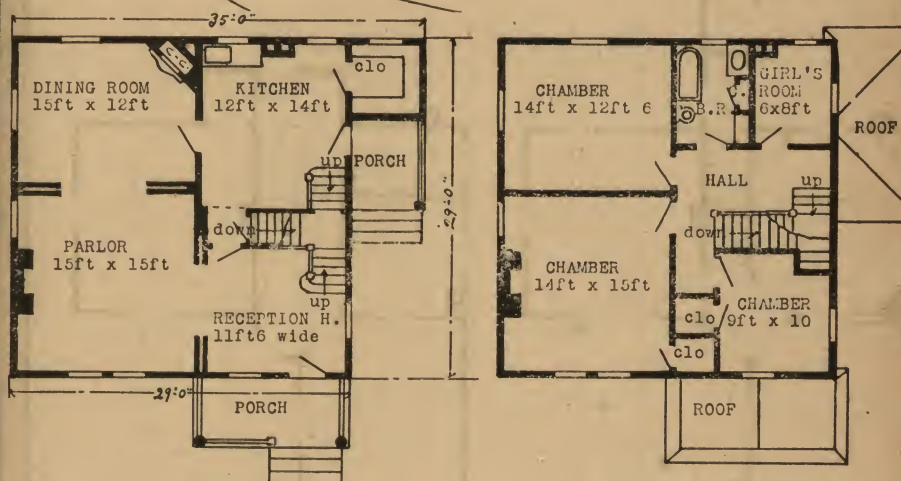 35'-0"
DINING ROOM
15ft x 12ft
C.C.
KITCHEN
12ft x 14ft
clo
up
PORCH
29'-0"
down
PARLOR
15ft x 15ft
up
RECEPTION H.
11ft6 wide
29'-0"
PORCH
CHAMBER
14ft x 12ft 6
B.R
GIRL'S
ROOM
6x8ft
ROOF
HALL
up
down
CHAMBER
14ft x 15ft
CHAMBER
9ft x 10
clo
clo
ROOF